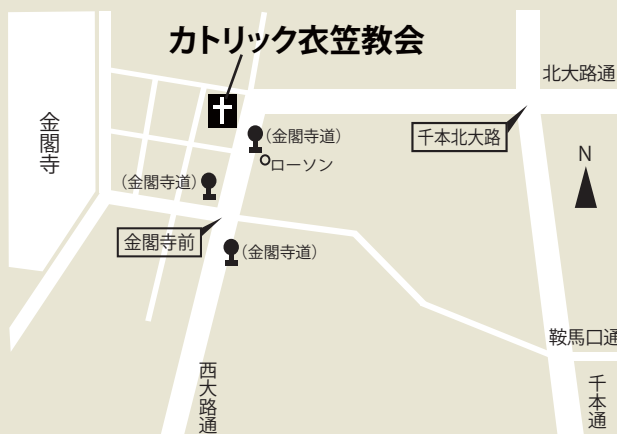 カトリック衣笠教会
北大路通
金閣寺
(金閣寺道)
千本北大路
ローソン
N
(金閣寺道)
金閣寺前
(金閣寺道)
鞍馬口通
西大路通
千本通